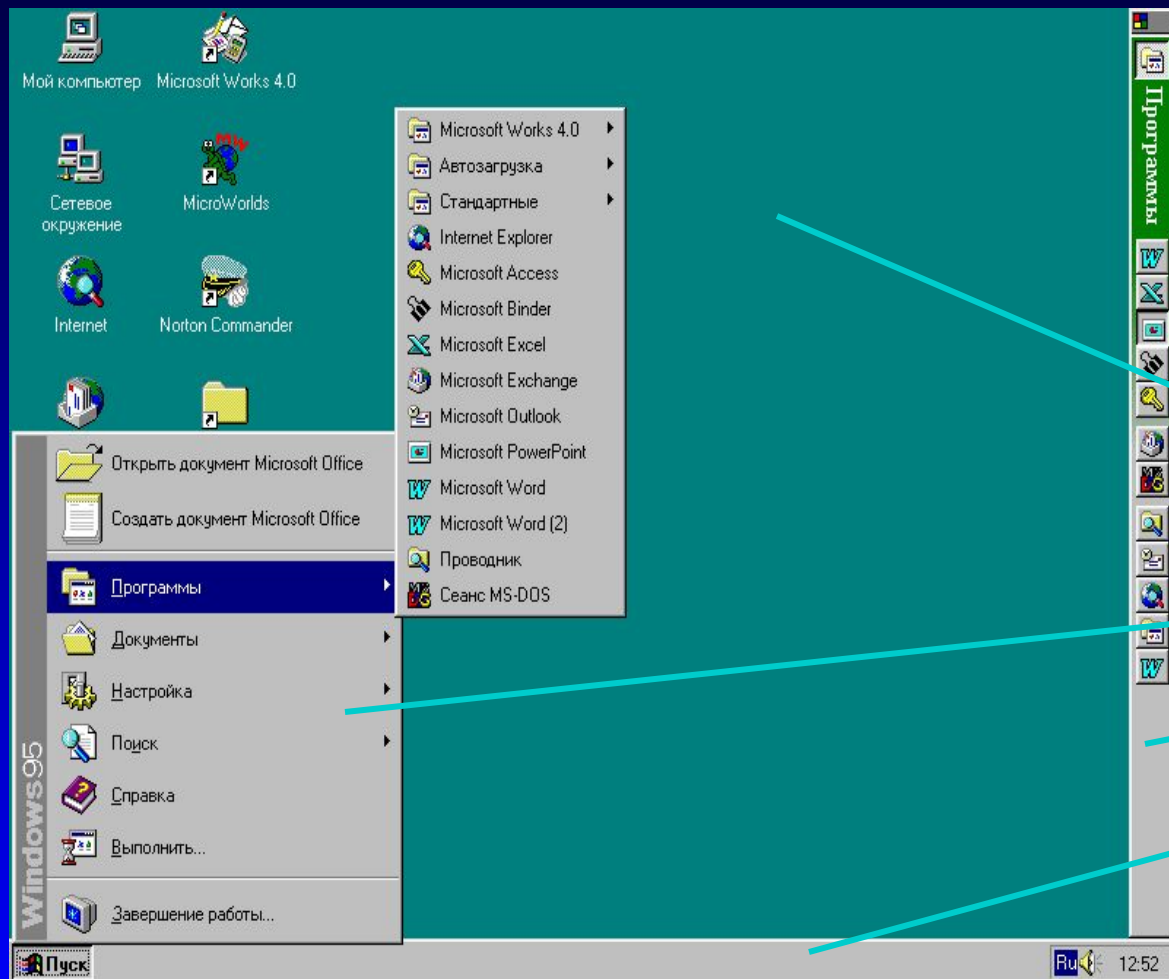 Мой компьютер
Microsoft Works 4.0
Сетевое
окружение
MicroWorlds
Internet
Norton Commander
Microsoft Works 4.0
Автозагрузка
Стандартные
Internet Explorer
Microsoft Access
Microsoft Binder
Microsoft Excel
Microsoft Exchange
Microsoft Outlook
Microsoft PowerPoint
Microsoft Word
Microsoft Word (2)
Проводник
Сеанс MS-DOS
Открыть документ Microsoft Office
Создать документ Microsoft Office
Программы
Документы
Настройка
Поиск
Справка
Выполнить...
Завершение работы...
Windows95
Программы
Пуск
Ru
12:52